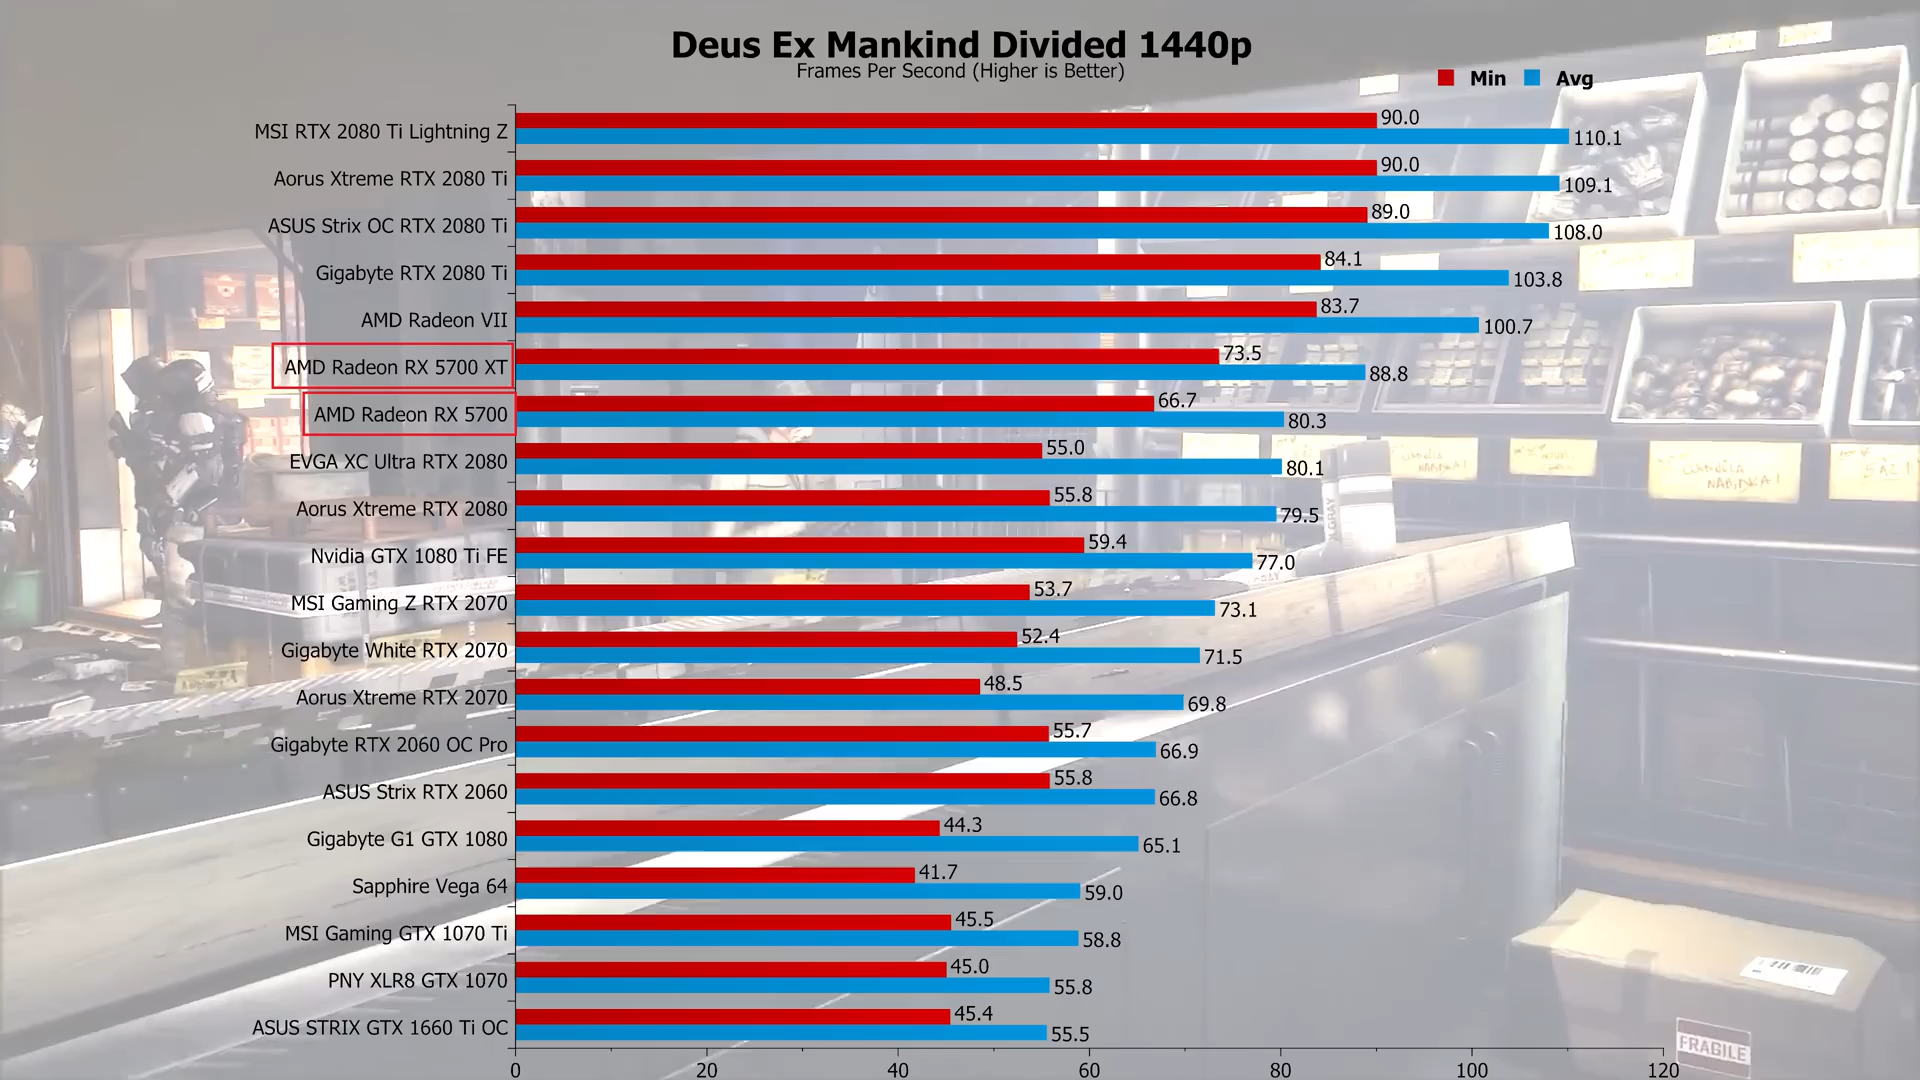 Deus Ex Mankind Divided 1440p
Frames Per Second (Higher is Better)
Min Avg
MSI RTX 2080 Ti Lightning Z 90.0 110.1
Aorus Xtreme RTX 2080 Ti 90.0 109.1
ASUS Strix OC RTX 2080 Ti 89.0 108.0
Gigabyte RTX 2080 Ti 84.1 103.8
AMD Radeon VII 83.7 100.7
AMD Radeon RX 5700 XT 73.5 88.8
AMD Radeon RX 5700 66.7 80.3
EVGA XC Ultra RTX 2080 55.0 80.1
Aorus Xtreme RTX 2080 55.8 79.5
Nvidia GTX 1080 Ti FE 59.4 77.0
MSI Gaming Z RTX 2070 53.7 73.1
Gigabyte White RTX 2070 52.4 71.5
Aorus Xtreme RTX 2070 48.5 69.8
Gigabyte RTX 2060 OC Pro 55.7 66.9
ASUS Strix RTX 2060 55.8 66.8
Gigabyte G1 GTX 1080 44.3 65.1
Sapphire Vega 64 41.7 59.0
MSI Gaming GTX 1070 Ti 45.5 58.8
PNY XLR8 GTX 1070 45.0 55.8
ASUS STRIX GTX 1660 Ti OC 45.4 55.5
0 20 40 60 80 100 120
FRAGILE